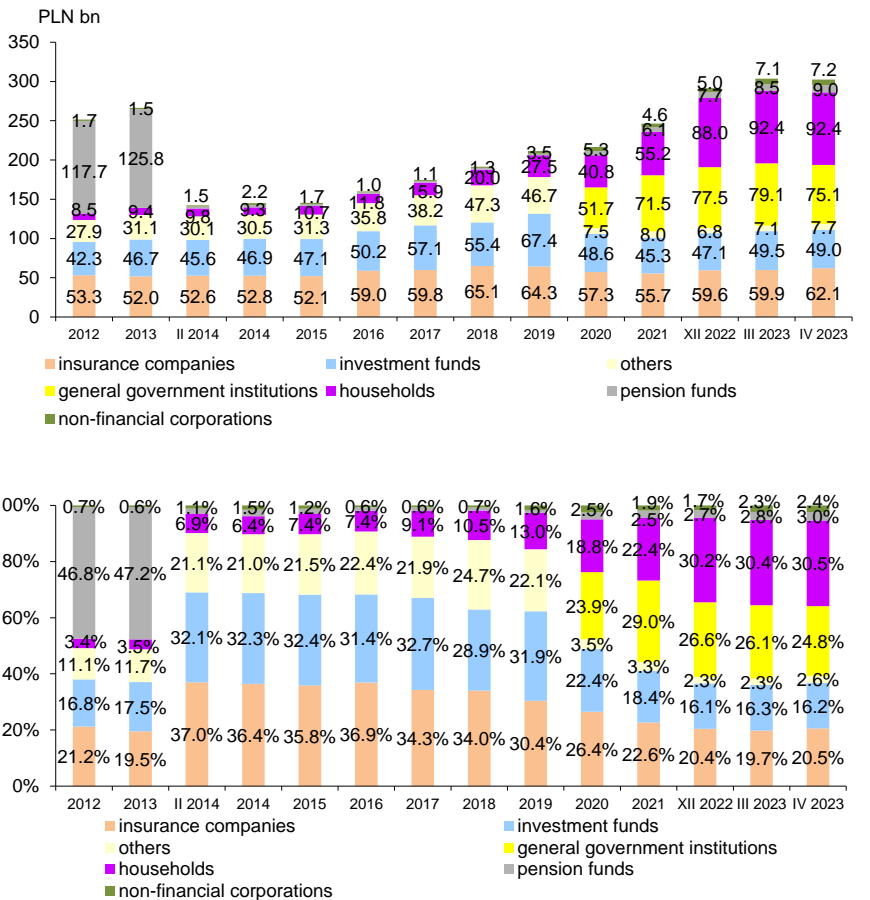 PLN bn
350
300
250
200
150
100
50
0
1.7 117.7 8.5 27.9 42.3 53.3
1.5 125.8 9.4 31.1 46.7 52.0
1.5 9.8 30.1 45.6 52.6
2.2 9.3 30.5 46.9 52.8
1.7 10.7 31.3 47.1 52.1
1.0 11.8 35.8 50.2 59.0
1.1 15.9 38.2 57.1 59.8
1.3 20.0 47.3 55.4 65.1
3.5 27.5 46.7 67.4 64.3
5.3 40.8 51.7 7.5 48.6 57.3
4.6 6.1 55.2 71.5 8.0 45.3 55.7
5.0 7.7 88.0 77.5 6.8 47.1 59.6
7.1 8.5 92.4 79.1 7.1 49.5 59.9
7.2 9.0 92.4 75.1 7.7 49.0 62.1
2012 2013 II 2014 2014 2015 2016 2017 2018 2019 2020 2021 XII 2022 III 2023 IV 2023
insurance companies investment funds others
general government institutions households pension funds
non-financial corporations
00%
80%
60%
40%
20%
0%
0.7% 46.8% 3.4% 11.1% 16.8% 21.2%
0.6% 47.2% 3.5% 11.7% 17.5% 19.5%
1.1% 6.9% 21.1% 32.1% 37.0%
1.5% 6.4% 21.0% 32.3% 36.4%
1.2% 7.4% 21.5% 32.4% 35.8%
0.6% 7.4% 22.4% 31.4% 36.9%
0.6% 9.1% 21.9% 32.7% 34.3%
0.7% 10.5% 24.7% 28.9% 34.0%
1.6% 13.0% 22.1% 31.9% 30.4%
2.5% 18.8% 23.9% 3.5% 22.4% 26.4%
1.9% 2.5% 22.4% 29.0% 3.3% 18.4% 22.6%
1.7% 2.7% 30.2% 26.6% 2.3% 16.1% 20.4%
2.3% 2.8% 30.4% 26.1% 2.3% 16.3% 19.7%
2.4% 3.0% 30.5% 24.8% 2.6% 16.2% 20.5%
2012 2013 II 2014 2014 2015 2016 2017 2018 2019 2020 2021 XII 2022 III 2023 IV 2023
insurance companies investment funds
others general government institutions
households pension funds
non-financial corporations